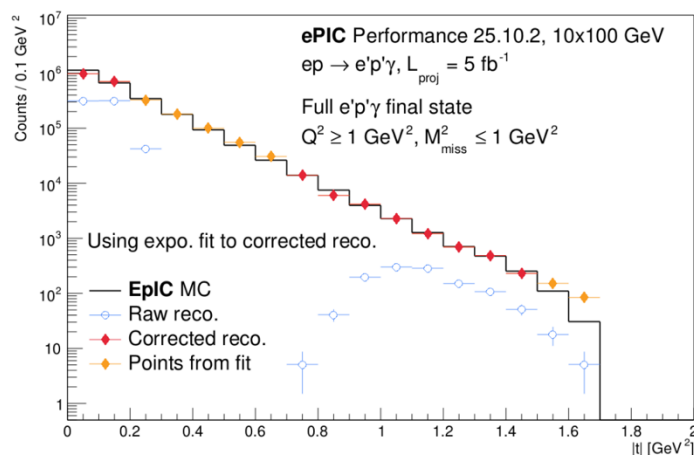 ePIC Performance 25.10.2, 10x100 GeV
ep → e'p'γ, L_proj = 5 fb⁻¹
Full e'p'γ final state
Q² ≥ 1 GeV², M²_miss ≤ 1 GeV²
Counts / 0.1 GeV²
10⁶
10⁵
10⁴
10³
10²
10
1
Using expo. fit to corrected reco.
EpIC MC
Raw reco.
Corrected reco.
Points from fit
0 0.2 0.4 0.6 0.8 1 1.2 1.4 1.6 1.8 2
|t| [GeV²]